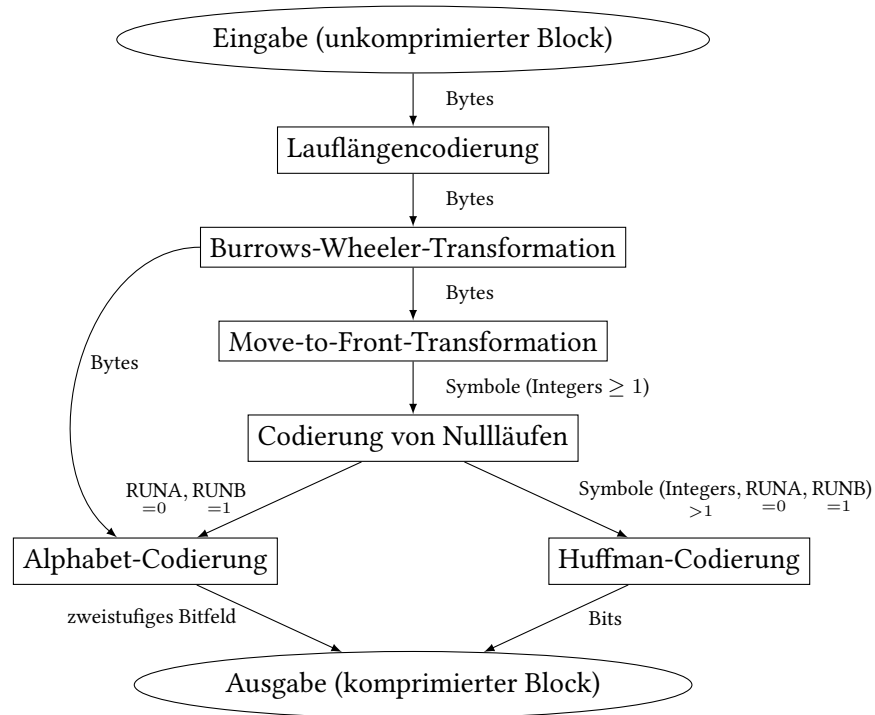 Eingabe (unkomprimierter Block)
Bytes
Lauflängencodierung
Bytes
Burrows-Wheeler-Transformation
Bytes
Move-to-Front-Transformation
Bytes
Symbole (Integers ≥ 1)
Codierung von Nullläufen
RUNA, RUNB
=0 =1
Symbole (Integers, RUNA, RUNB)
>1 =0 =1
Alphabet-Codierung
Huffman-Codierung
zweistufiges Bitfeld
Bits
Ausgabe (komprimierter Block)